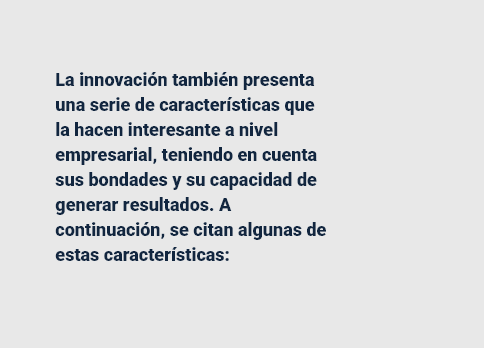 La innovación también presenta
una serie de características que
la hacen interesante a nivel
empresarial, teniendo en cuenta
sus bondades y su capacidad de
generar resultados. A
continuación, se citan algunas de
estas características: